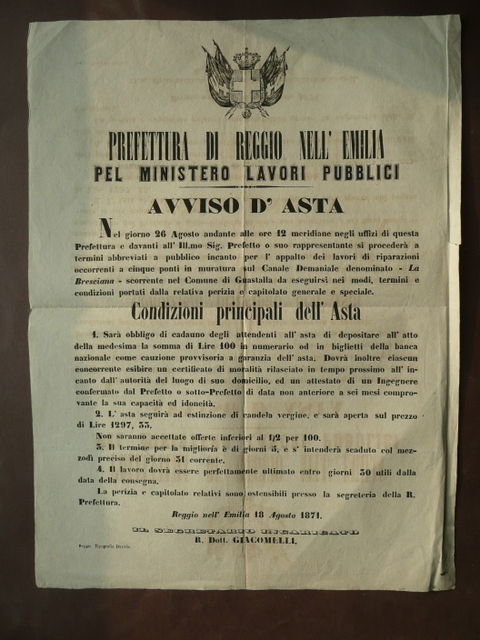 PREFETTURA DI REGGIO NELL' EMILIA
PEL MINISTERO LAVORI PUBBLICI
AVVISO D' ASTA
Nel giorno 26 Agosto andante alle ore 12 meridiane negli uffizi di questa
Prefettura e davanti all' Ill.mo Sig. Prefetto o suo rappresentante si procederà a
termini abbreviati a pubblico incanto per l' appalto dei lavori di riparazioni
occorrenti a cinque ponti in muratura sul Canale Demaniale denominato - La
Bresciana - scorrente nel Comune di Guastalla da eseguirsi nei modi, termini e
condizioni portati dalla relativa perizia e capitolato generale e speciale.
Condizioni principali dell' Asta
1. Sarà obbligo di cadauno degli attendenti all' asta di depositare all' atto
della medesima la somma di Lire 100 in numerario od in biglietti della banca
nazionale come cauzione provvisoria a garanzia dell' asta. Dovrà inoltre ciascun
concorrente esibire un certificato di moralità rilasciato in tempo prossimo all' in-
canto dall' autorità del luogo di suo domicilio, ed un attestato di un Ingegnere
confermato dal Prefetto o sotto-Prefetto di data non anteriore a sei mesi compro-
vante la sua capacità ed idoneità.
2. L' asta seguirà ad estinzione di candela vergine, e sarà aperta sul prezzo
di Lire 1297, 53.
Non saranno accettate offerte inferiori al 1/2 per 100.
3. Il termine per la miglioria è di giorni 5, e s' intenderà scaduto col mez-
zodì preciso del giorno 31 corrente.
4. Il lavoro dovrà essere perfettamente ultimato entro giorni 30 utili dalla
data della consegna.
La perizia e capitolato relativi sono ostensibili presso la segreteria della R.
Prefettura.
Reggio nell' Emilia 18 Agosto 1871.
IL SEGRETARIO INCARICATO
R. Dott. GIACOMELLI.
Reggio, Tipografia